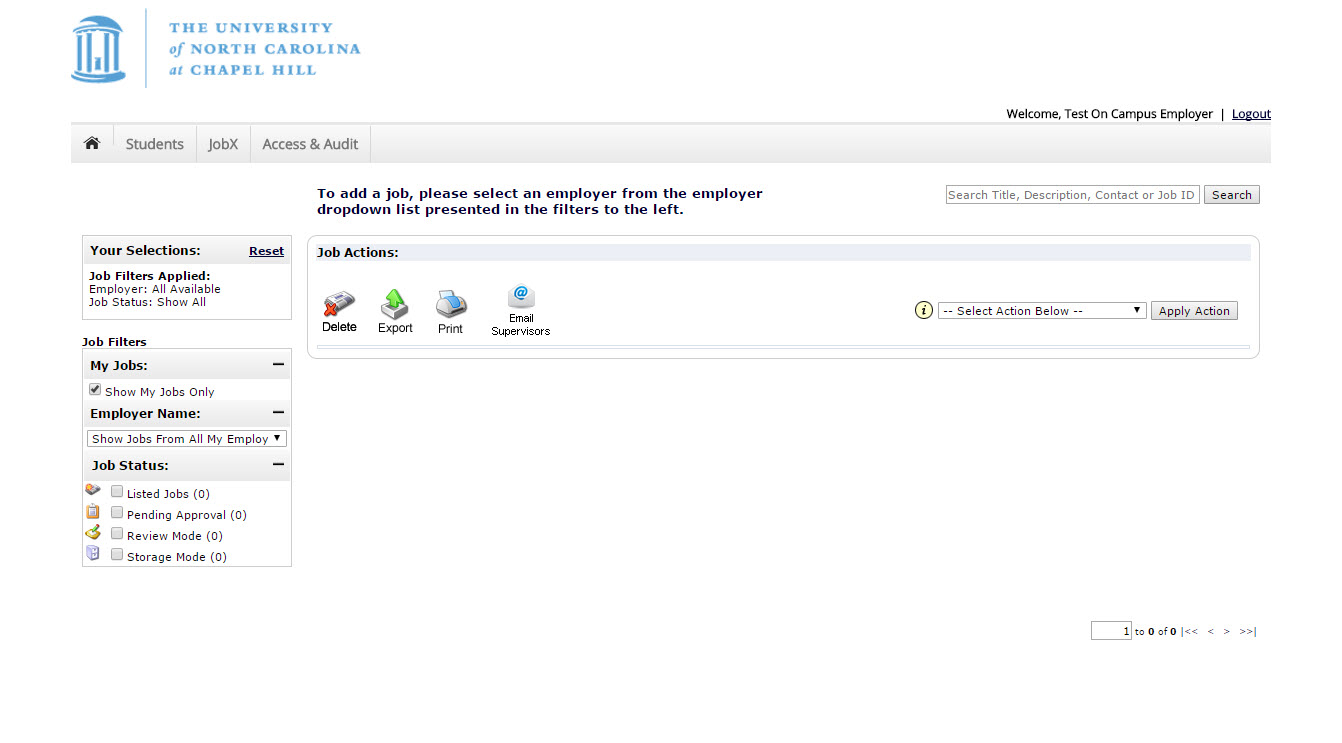 THE UNIVERSITY
of NORTH CAROLINA
at CHAPEL HILL
Welcome, Test On Campus Employer | Logout
Students JobX Access & Audit
To add a job, please select an employer from the employer
dropdown list presented in the filters to the left.
Search Title, Description, Contact or Job ID Search
Your Selections: Reset
Job Filters Applied:
Employer: All Available
Job Status: Show All
Job Filters
My Jobs:
Show My Jobs Only
Employer Name:
Show Jobs From All My Employ
Job Status:
Listed Jobs (0)
Pending Approval (0)
Review Mode (0)
Storage Mode (0)
Job Actions:
Delete
Export
Print
@
Email
Supervisors
i -- Select Action Below -- Apply Action
1 to 0 of 0 |<< < > >>|